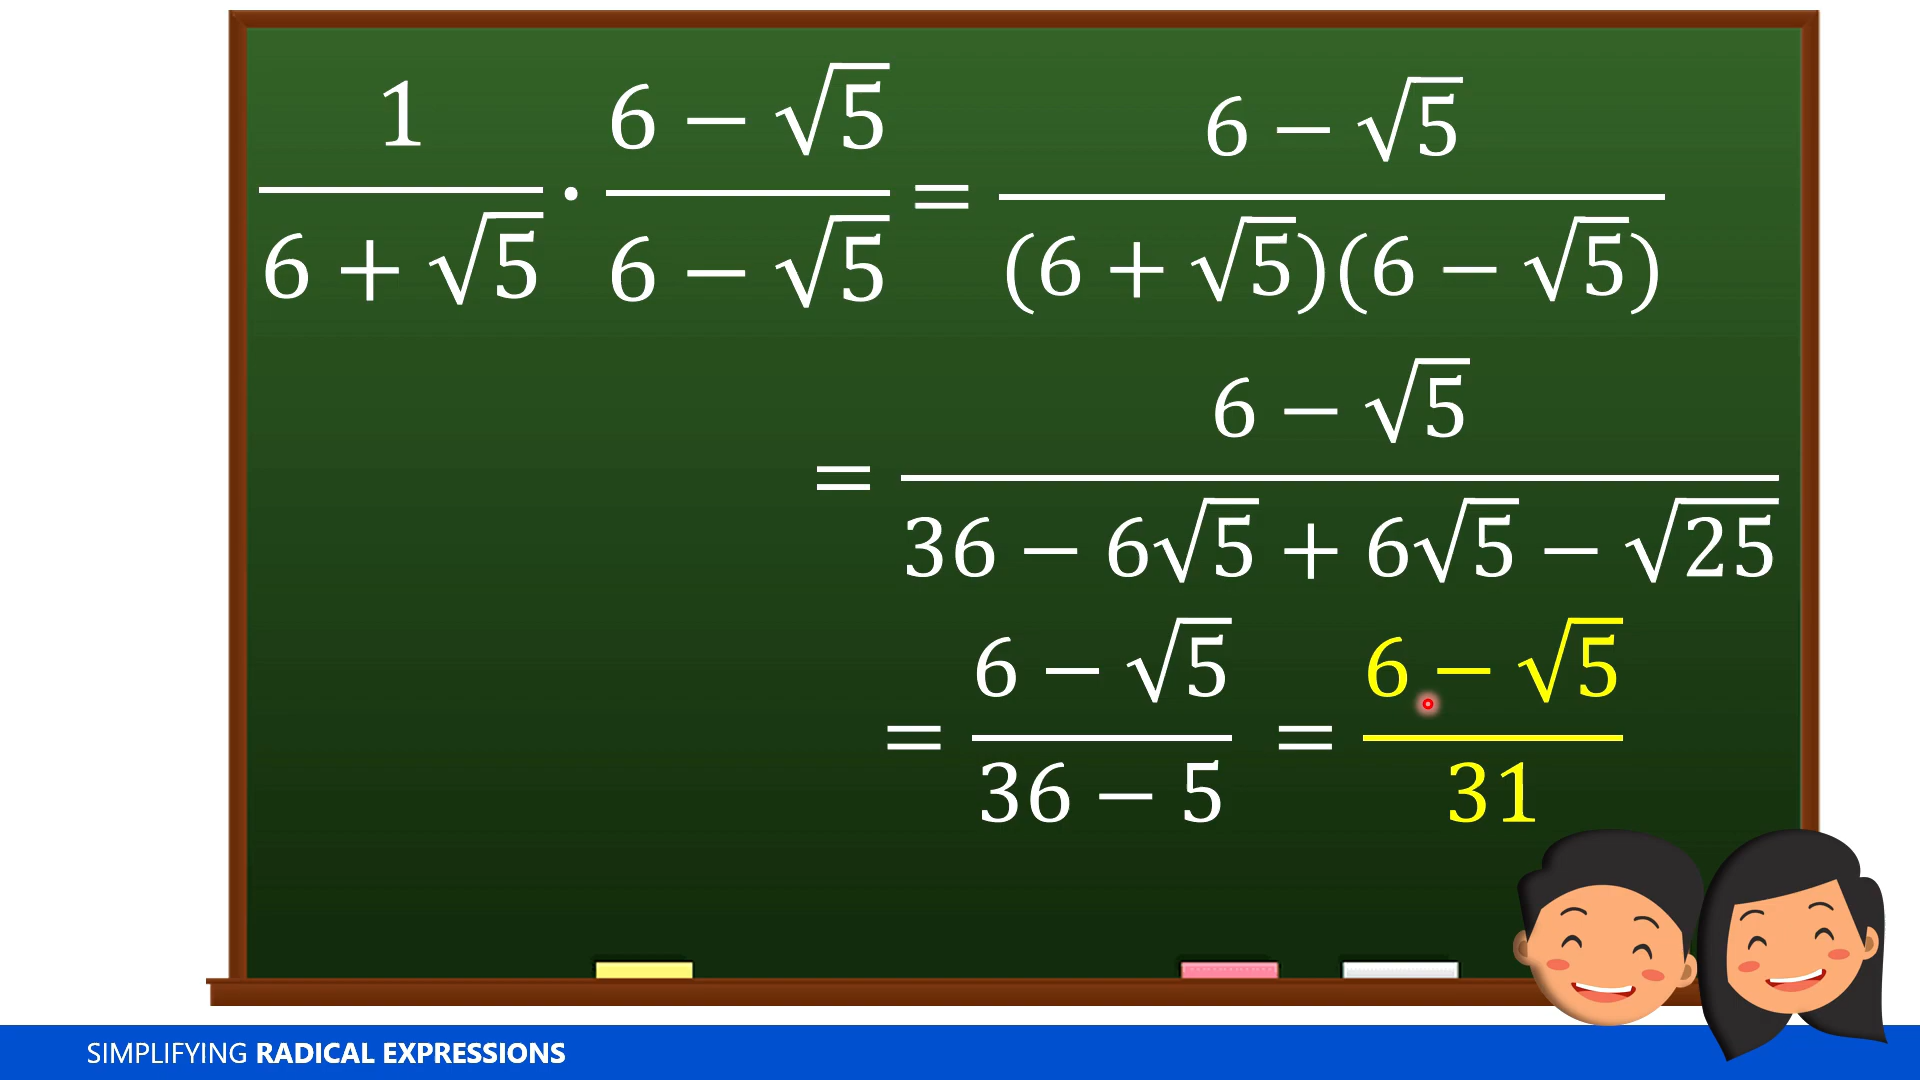 1/(6 + √5) · (6 − √5)/(6 − √5) = (6 − √5)/((6 + √5)(6 − √5))
= (6 − √5)/(36 − 6√5 + 6√5 − √25)
= (6 − √5)/(36 − 5) = (6 − √5)/31
SIMPLIFYING RADICAL EXPRESSIONS